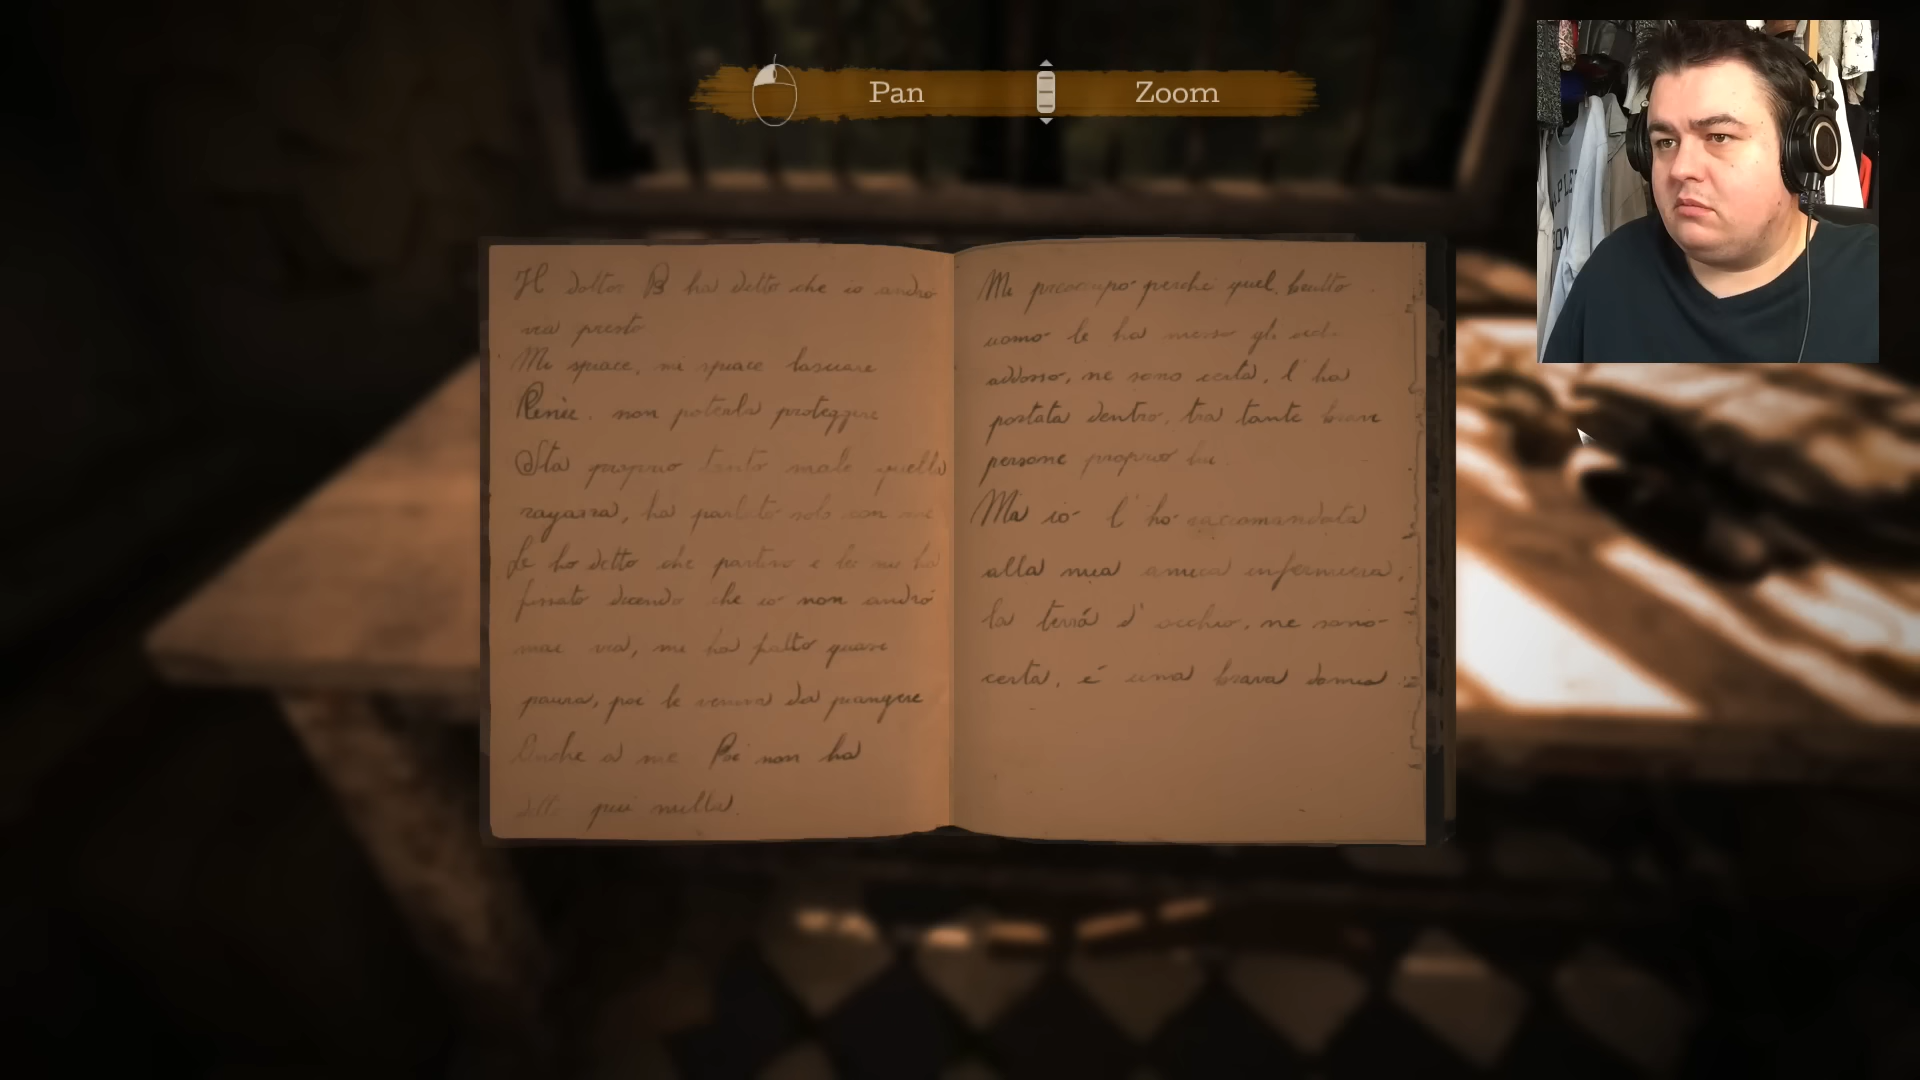 Pan
Zoom
Il dottor B ha detto che io andró
via presto
Mi spiace, mi spiace lasciare
Renée. non poterla proteggere
Sta proprio tanto male quella
ragazza, ha parlato solo con me
Le ho detto che partivo e lei mi ha
fissato dicendo che io non andró
mai via, mi ha fatto quasi
paura, poi le veniva da piangere
Anche a me Poi non ha
detto piú nulla.
Mi preoccupo perché quel brutto
uomo le ha messo gli occhi
addosso, ne sono certa, l'ha
portata dentro, tra tante brave
persone proprio lui.
Ma io l'ho raccomandata
alla mia amica infermiera,
la terrá d'occhio, ne sono
certa, é una brava donna